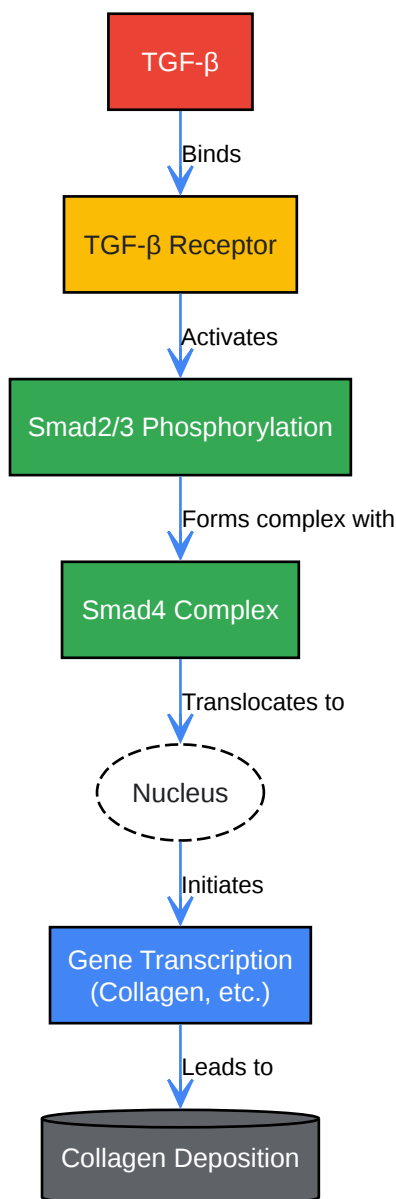 TGF-β
Binds
TGF-β Receptor
Activates
Smad2/3 Phosphorylation
Forms complex with
Smad4 Complex
Translocates to
Nucleus
Initiates
Gene Transcription
(Collagen, etc.)
Leads to
Collagen Deposition